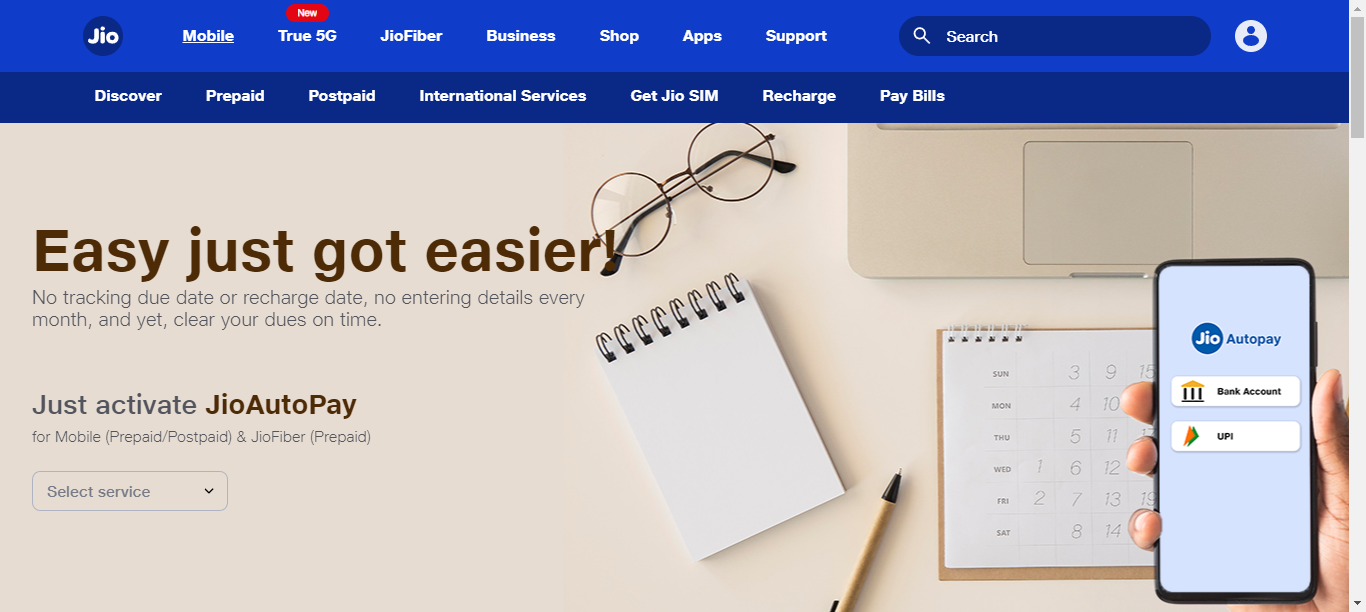 New
Jio
Mobile
True 5G
JioFiber
Business
Shop
Apps
Support
Search
Discover
Prepaid
Postpaid
International Services
Get Jio SIM
Recharge
Pay Bills
Easy just got easier!
No tracking due date or recharge date, no entering details every
month, and yet, clear your dues on time.
Just activate JioAutoPay
for Mobile (Prepaid/Postpaid) & JioFiber (Prepaid)
Select service
SUN 3 9 15
MON 4 10
THU 5 11
WED 1 6 12
FRI 2 7 13 19
SAT 8 14
Jio Autopay
Bank Account
UPI